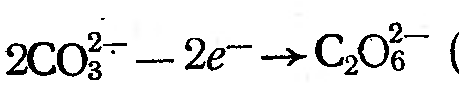 2CO₃²⁻ — 2e⁻ → C₂O₆²⁻ (